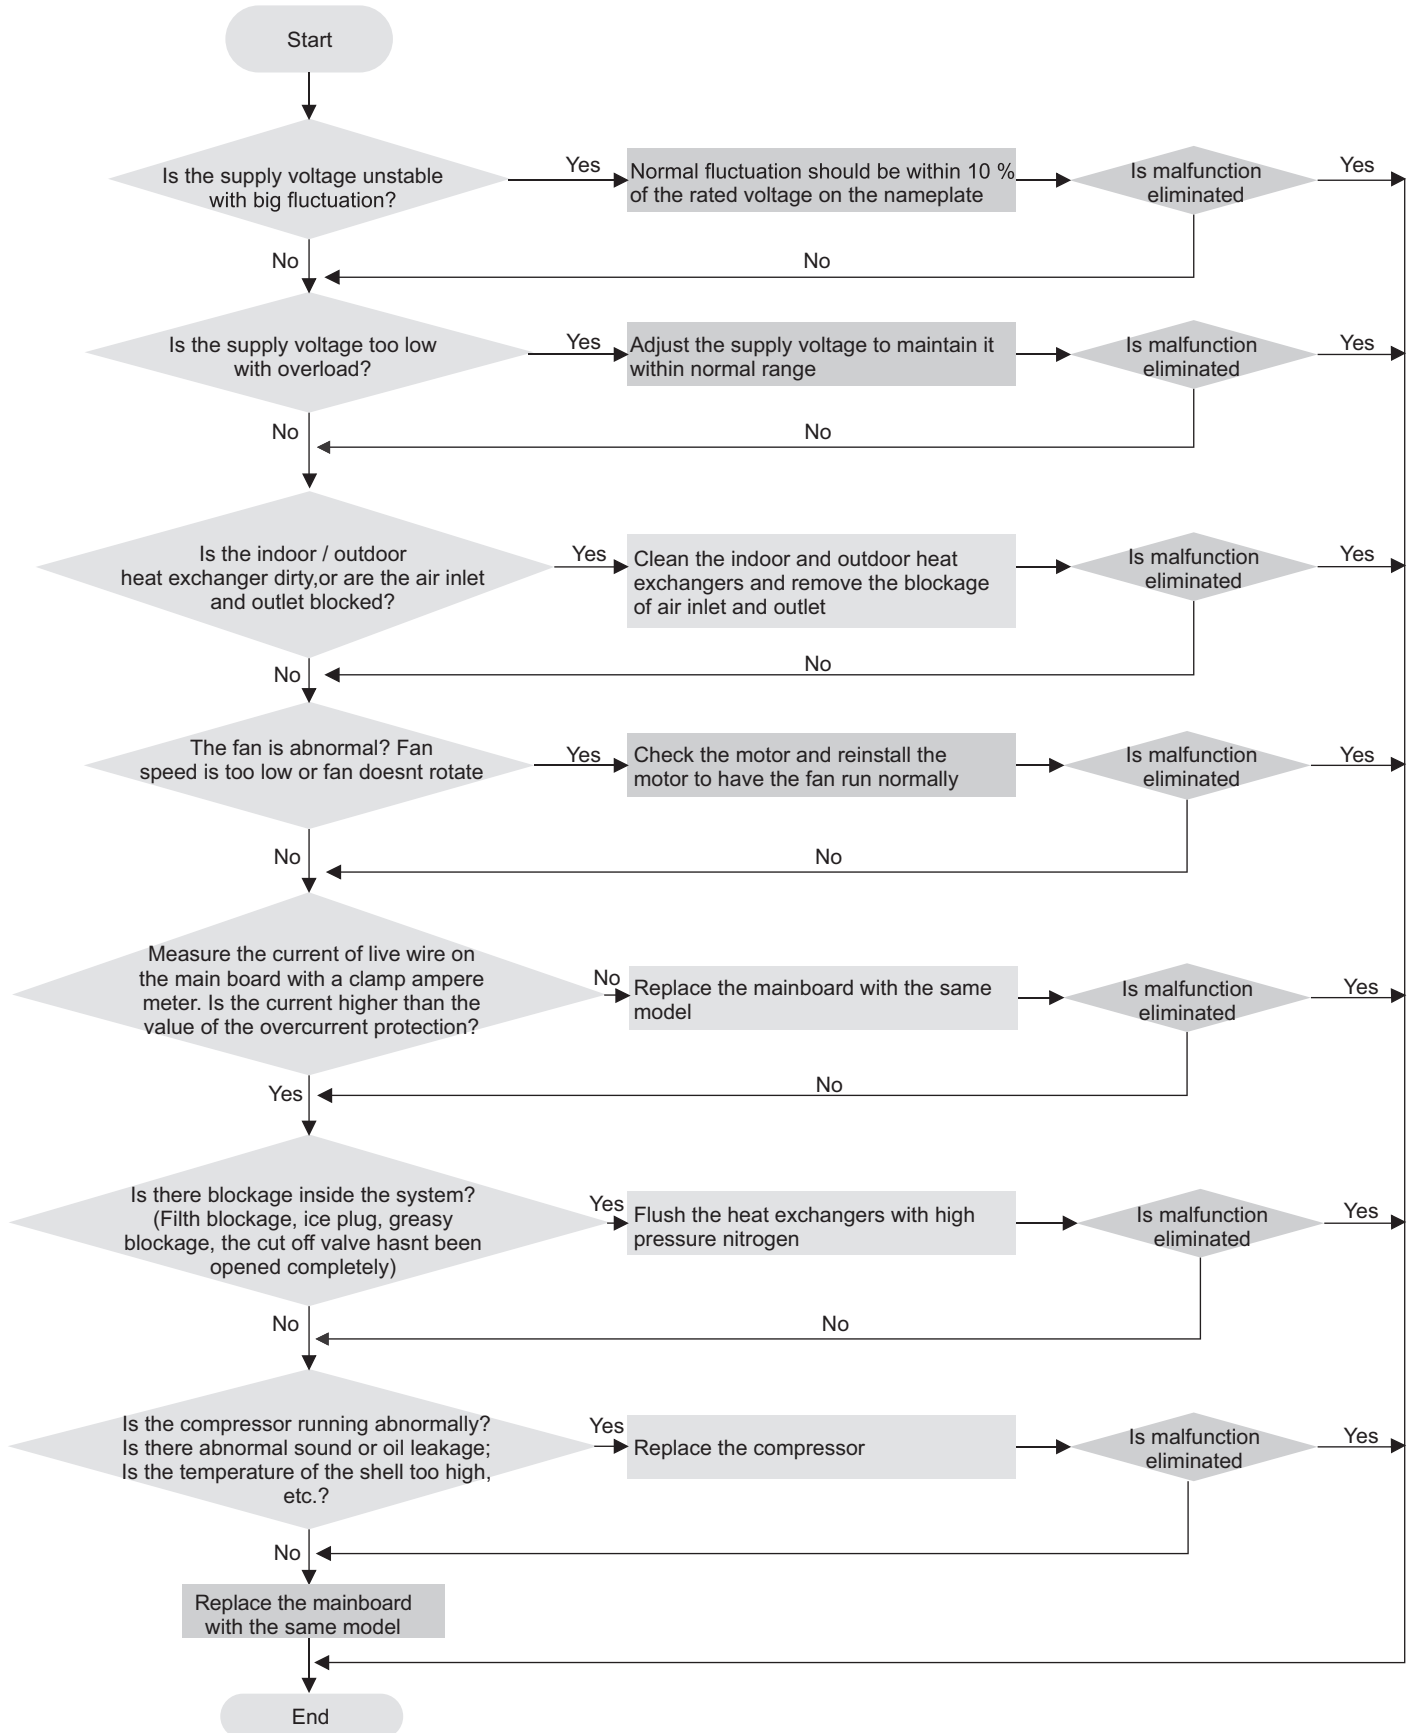 Start
Is the supply voltage unstable
with big fluctuation?
Yes
Normal fluctuation should be within 10 %
of the rated voltage on the nameplate
Is malfunction
eliminated
Yes
No
No
Is the supply voltage too low
with overload?
Yes
Adjust the supply voltage to maintain it
within normal range
Is malfunction
eliminated
Yes
No
No
Is the indoor / outdoor
heat exchanger dirty,or are the air inlet
and outlet blocked?
Yes
Clean the indoor and outdoor heat
exchangers and remove the blockage
of air inlet and outlet
Is malfunction
eliminated
Yes
No
No
The fan is abnormal? Fan
speed is too low or fan doesnt rotate
Yes
Check the motor and reinstall the
motor to have the fan run normally
Is malfunction
eliminated
Yes
No
No
Measure the current of live wire on
the main board with a clamp ampere
meter. Is the current higher than the
value of the overcurrent protection?
No
Replace the mainboard with the same
model
Is malfunction
eliminated
Yes
Yes
No
Is there blockage inside the system?
(Filth blockage, ice plug, greasy
blockage, the cut off valve hasnt been
opened completely)
Yes
Flush the heat exchangers with high
pressure nitrogen
Is malfunction
eliminated
Yes
No
No
Is the compressor running abnormally?
Is there abnormal sound or oil leakage;
Is the temperature of the shell too high,
etc.?
Yes
Replace the compressor
Is malfunction
eliminated
Yes
No
Replace the mainboard
with the same model
End